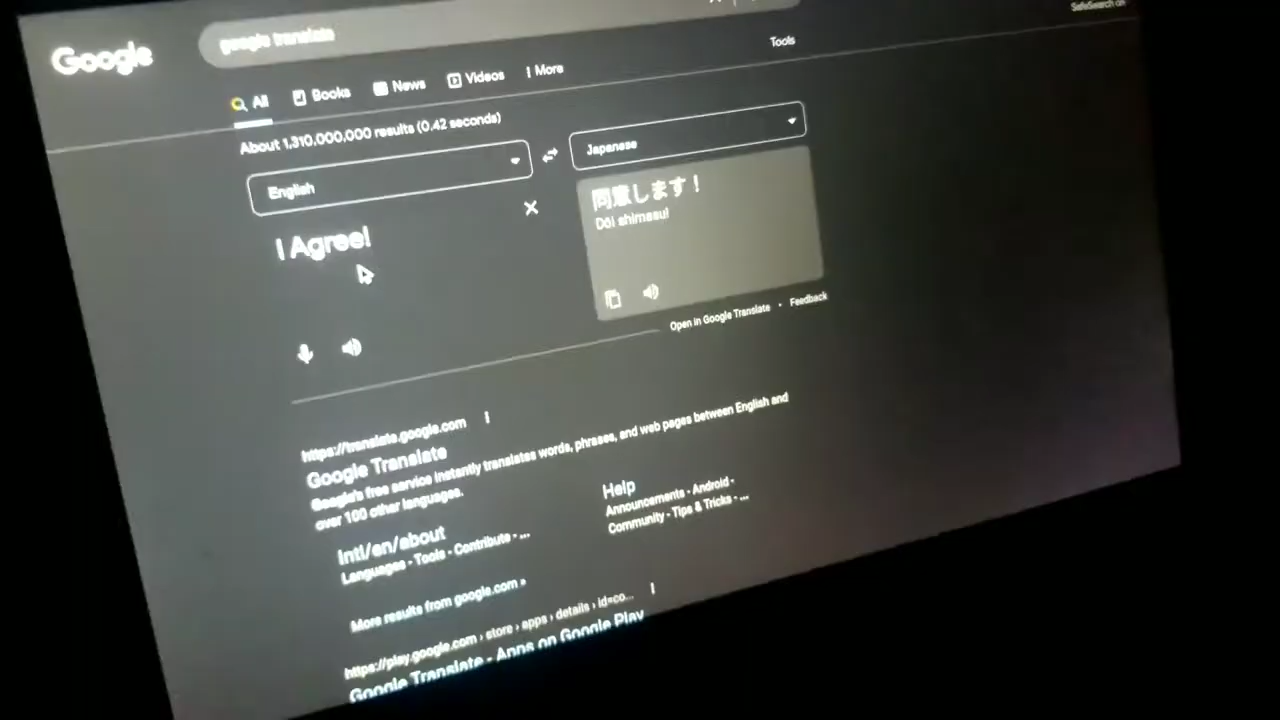 Google
google translate
SafeSearch on
All
Books
News
Videos
More
Tools
About 1,310,000,000 results (0.42 seconds)
English
Japanese
I Agree!
同意します！
Dōi shimasu!
Open in Google Translate • Feedback
https://translate.google.com
Google Translate
Google's free service instantly translates words, phrases, and web pages between English and
over 100 other languages.
Intl/en/about
Languages - Tools - Contribute - ...
Help
Announcements - Android -
Community - Tips & Tricks - ...
More results from google.com »
https://play.google.com › store › apps › details › id=co...
Google Translate - Apps on Google Play